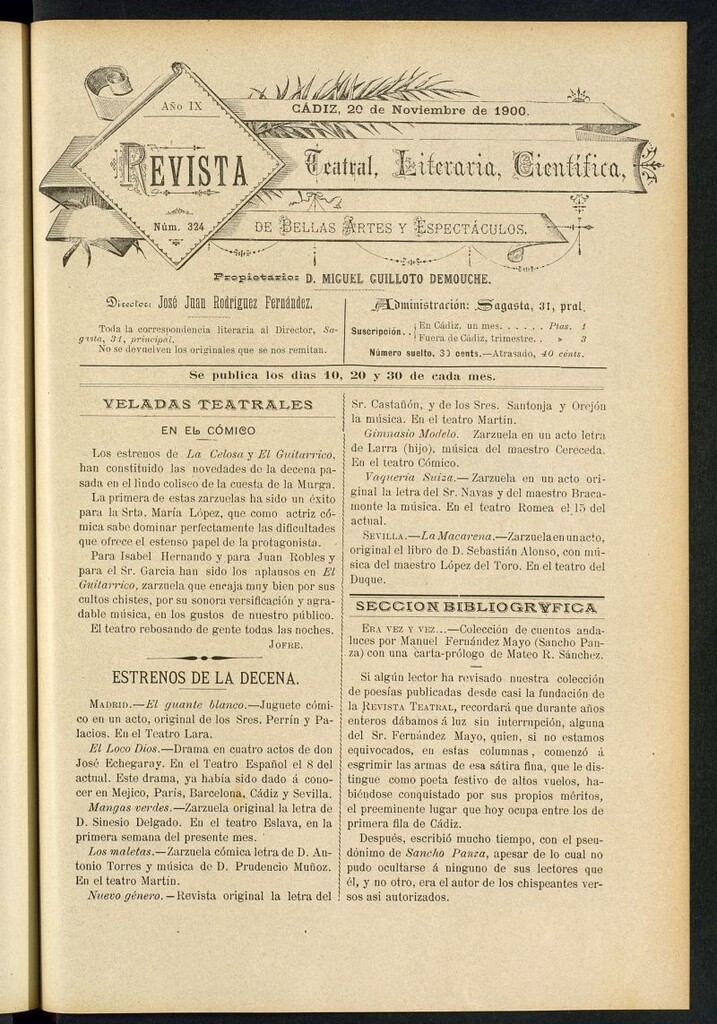 Año IX
CÁDIZ, 20 de Noviembre de 1900.
REVISTA
Teatral, Literaria, Científica,
Núm. 324
DE BELLAS ARTES Y ESPECTÁCULOS.
Propietario: D. MIGUEL GUILLOTO DEMOUCHE.
Director: José Juan Rodríguez Fernández.
Toda la correspondencia literaria al Director, Sa-
gasta, 31, principal.
No se devuelven los originales que se nos remitan.
Administración: Sagasta, 31, pral.
Suscripción..
En Cádiz, un mes. . . . . . Ptas. 1
Fuera de Cádiz, trimestre. . » 3
Número suelto, 30 cents.—Atrasado, 40 cents.
Se publica los dias 10, 20 y 30 de cada mes.
VELADAS TEATRALES
EN EL CÓMICO
Los estrenos de La Celosa y El Guitarrico,
han constituido las novedades de la decena pa-
sada en el lindo coliseo de la cuesta de la Murga.
La primera de estas zarzuelas ha sido un éxito
para la Srta. María López, que como actriz có-
mica sabe dominar perfectamente las dificultades
que ofrece el estenso papel de la protagonista.
Para Isabel Hernando y para Juan Robles y
para el Sr. Garcia han sido los aplausos en El
Guitarrico, zarzuela que encaja muy bien por sus
cultos chistes, por su sonora versificación y agra-
dable música, en los gustos de nuestro público.
El teatro rebosando de gente todas las noches.
JOFRE.
ESTRENOS DE LA DECENA.
MADRID.—El guante blanco.—Juguete cómi-
co en un acto, original de los Sres. Perrín y Pa-
lacios. En el Teatro Lara.
El Loco Dios.—Drama en cuatro actos de don
José Echegaray. En el Teatro Español el 8 del
actual. Este drama, ya había sido dado á cono-
cer en Mejico, París, Barcelona, Cádiz y Sevilla.
Mangas verdes.—Zarzuela original la letra de
D. Sinesio Delgado. En el teatro Eslava, en la
primera semana del presente mes.
Los maletas.—Zarzuela cómica letra de D. An-
tonio Torres y música de D. Prudencio Muñoz.
En el teatro Martín.
Nuevo género.—Revista original la letra del
Sr. Castañón, y de los Sres. Santonja y Orejón
la música. En el teatro Martin.
Gimnasio Modelo. Zarzuela en un acto letra
de Larra (hijo), música del maestro Cereceda.
En el teatro Cómico.
Vaqueria Suiza.—Zarzuela en un acto ori-
ginal la letra del Sr. Navas y del maestro Braca-
monte la música. En el teatro Romea el 15 del
actual.
SEVILLA.—La Macarena.—Zarzuela en un acto,
original el libro de D. Sebastián Alonso, con mú-
sica del maestro López del Toro. En el teatro del
Duque.
SECCION BIBLIOGRVFICA
ERA VEZ Y VEZ...—Colección de cuentos anda-
luces por Manuel Fernández Mayo (Sancho Pan-
za) con una carta-prólogo de Mateo R. Sánchez.
Si algún lector ha revisado nuestra colección
de poesías publicadas desde casi la fundación de
la REVISTA TEATRAL, recordará que durante años
enteros dábamos á luz sin interrupción, alguna
del Sr. Fernández Mayo, quien, si no estamos
equivocados, en estas columnas, comenzó á
esgrimir las armas de esa sátira fina, que le dis-
tingue como poeta festivo de altos vuelos, ha-
biéndose conquistado por sus propios méritos,
el preeminente lugar que hoy ocupa entre los de
primera fila de Cádiz.
Después, escribió mucho tiempo, con el pseu-
dónimo de Sancho Panza, apesar de lo cual no
pudo ocultarse á ninguno de sus lectores que
él, y no otro, era el autor de los chispeantes ver-
sos asi autorizados.